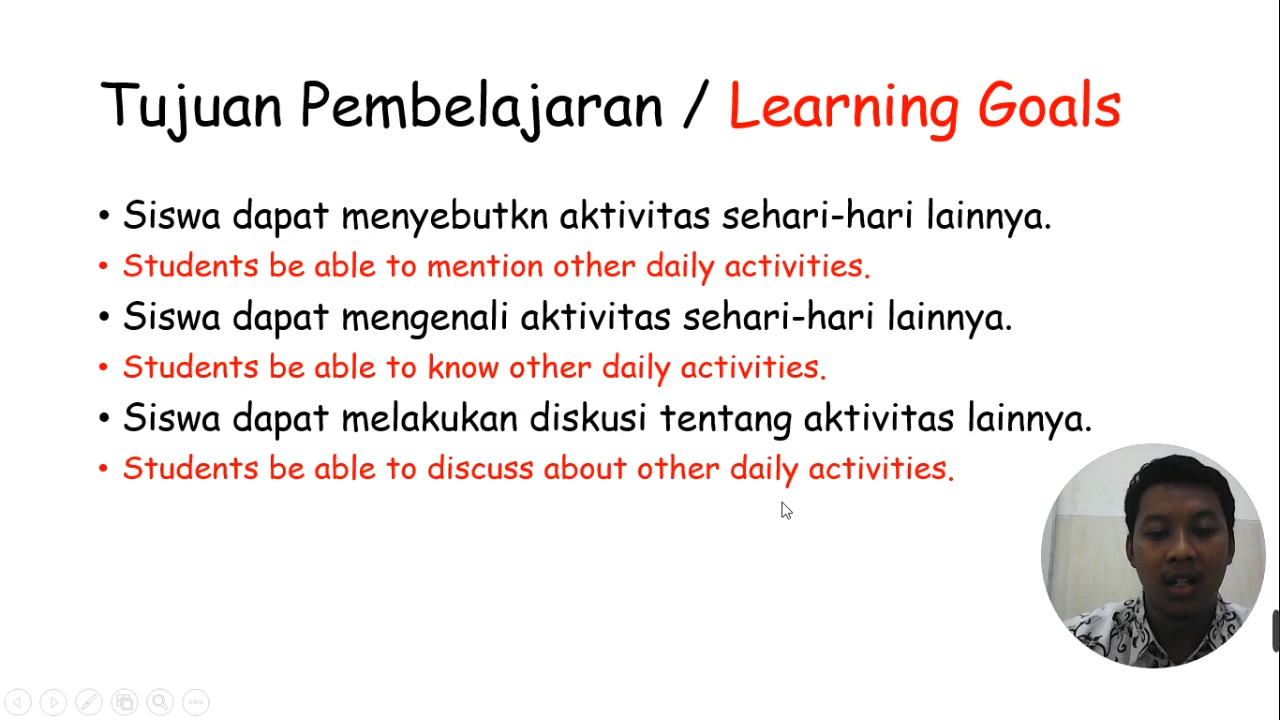 Tujuan Pembelajaran / Learning Goals
• Siswa dapat menyebutkn aktivitas sehari-hari lainnya.
• Students be able to mention other daily activities.
• Siswa dapat mengenali aktivitas sehari-hari lainnya.
• Students be able to know other daily activities.
• Siswa dapat melakukan diskusi tentang aktivitas lainnya.
• Students be able to discuss about other daily activities.